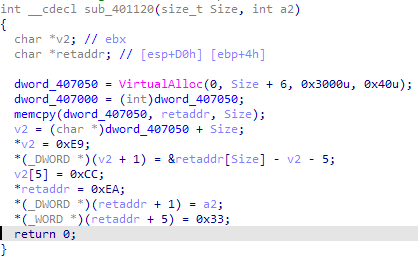 int __cdecl sub_401120(size_t Size, int a2)
{
  char *v2; // ebx
  char *retaddr; // [esp+D0h] [ebp+4h]

  dword_407050 = VirtualAlloc(0, Size + 6, 0x3000u, 0x40u);
  dword_407000 = (int)dword_407050;
  memcpy(dword_407050, retaddr, Size);
  v2 = (char *)dword_407050 + Size;
  *v2 = 0xE9;
  *(_DWORD *)(v2 + 1) = &retaddr[Size] - v2 - 5;
  v2[5] = 0xCC;
  *retaddr = 0xEA;
  *(_DWORD *)(retaddr + 1) = a2;
  *(_WORD *)(retaddr + 5) = 0x33;
  return 0;
}